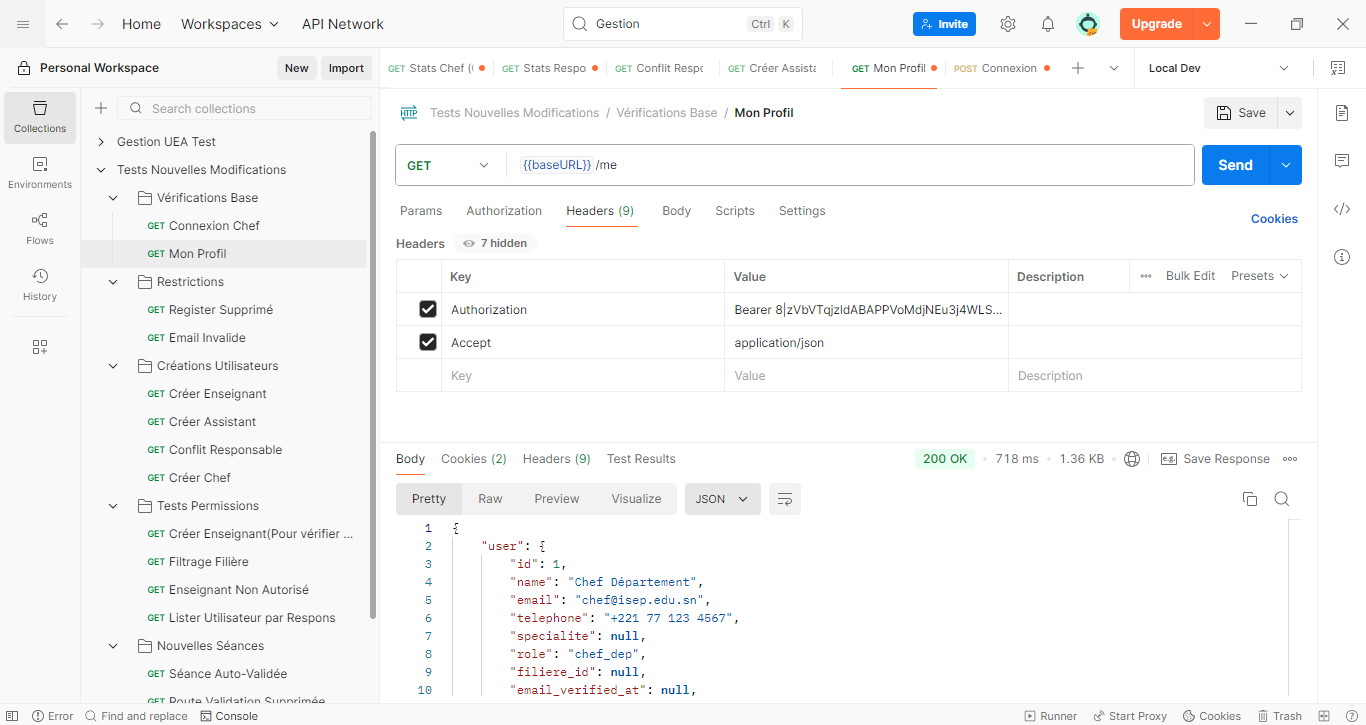 Home
Workspaces
API Network
Gestion
Ctrl
K
Invite
Upgrade
Personal Workspace
New
Import
GET Stats Chef (
GET Stats Respo
GET Conflit Respc
GET Créer Assista
GET Mon Profil
POST Connexion
Local Dev
Collections
Environments
Flows
History
Search collections
Gestion UEA Test
Tests Nouvelles Modifications
Vérifications Base
GET Connexion Chef
GET Mon Profil
Restrictions
GET Register Supprimé
GET Email Invalide
Créations Utilisateurs
GET Créer Enseignant
GET Créer Assistant
GET Conflit Responsable
GET Créer Chef
Tests Permissions
GET Créer Enseignant(Pour vérifier ...
GET Filtrage Filière
GET Enseignant Non Autorisé
GET Lister Utilisateur par Respons
Nouvelles Séances
GET Séance Auto-Validée
GET Route Validation Supprimée
HTTP
Tests Nouvelles Modifications / Vérifications Base / Mon Profil
Save
GET
{{baseURL}} /me
Send
Params
Authorization
Headers (9)
Body
Scripts
Settings
Cookies
Headers
7 hidden
Key
Value
Description
Bulk Edit
Presets
Authorization
Bearer 8|zVbVTqjzIdABAPPVoMdjNEu3j4WLS...
Accept
application/json
Key
Value
Description
Body
Cookies (2)
Headers (9)
Test Results
200 OK
718 ms
1.36 KB
e.g.
Save Response
Pretty
Raw
Preview
Visualize
JSON
1 {
2 "user": {
3 "id": 1,
4 "name": "Chef Département",
5 "email": "chef@isep.edu.sn",
6 "telephone": "+221 77 123 4567",
7 "specialite": null,
8 "role": "chef_dep",
9 "filiere_id": null,
10 "email_verified_at": null,
Error
Find and replace
Console
Runner
Start Proxy
Cookies
Trash